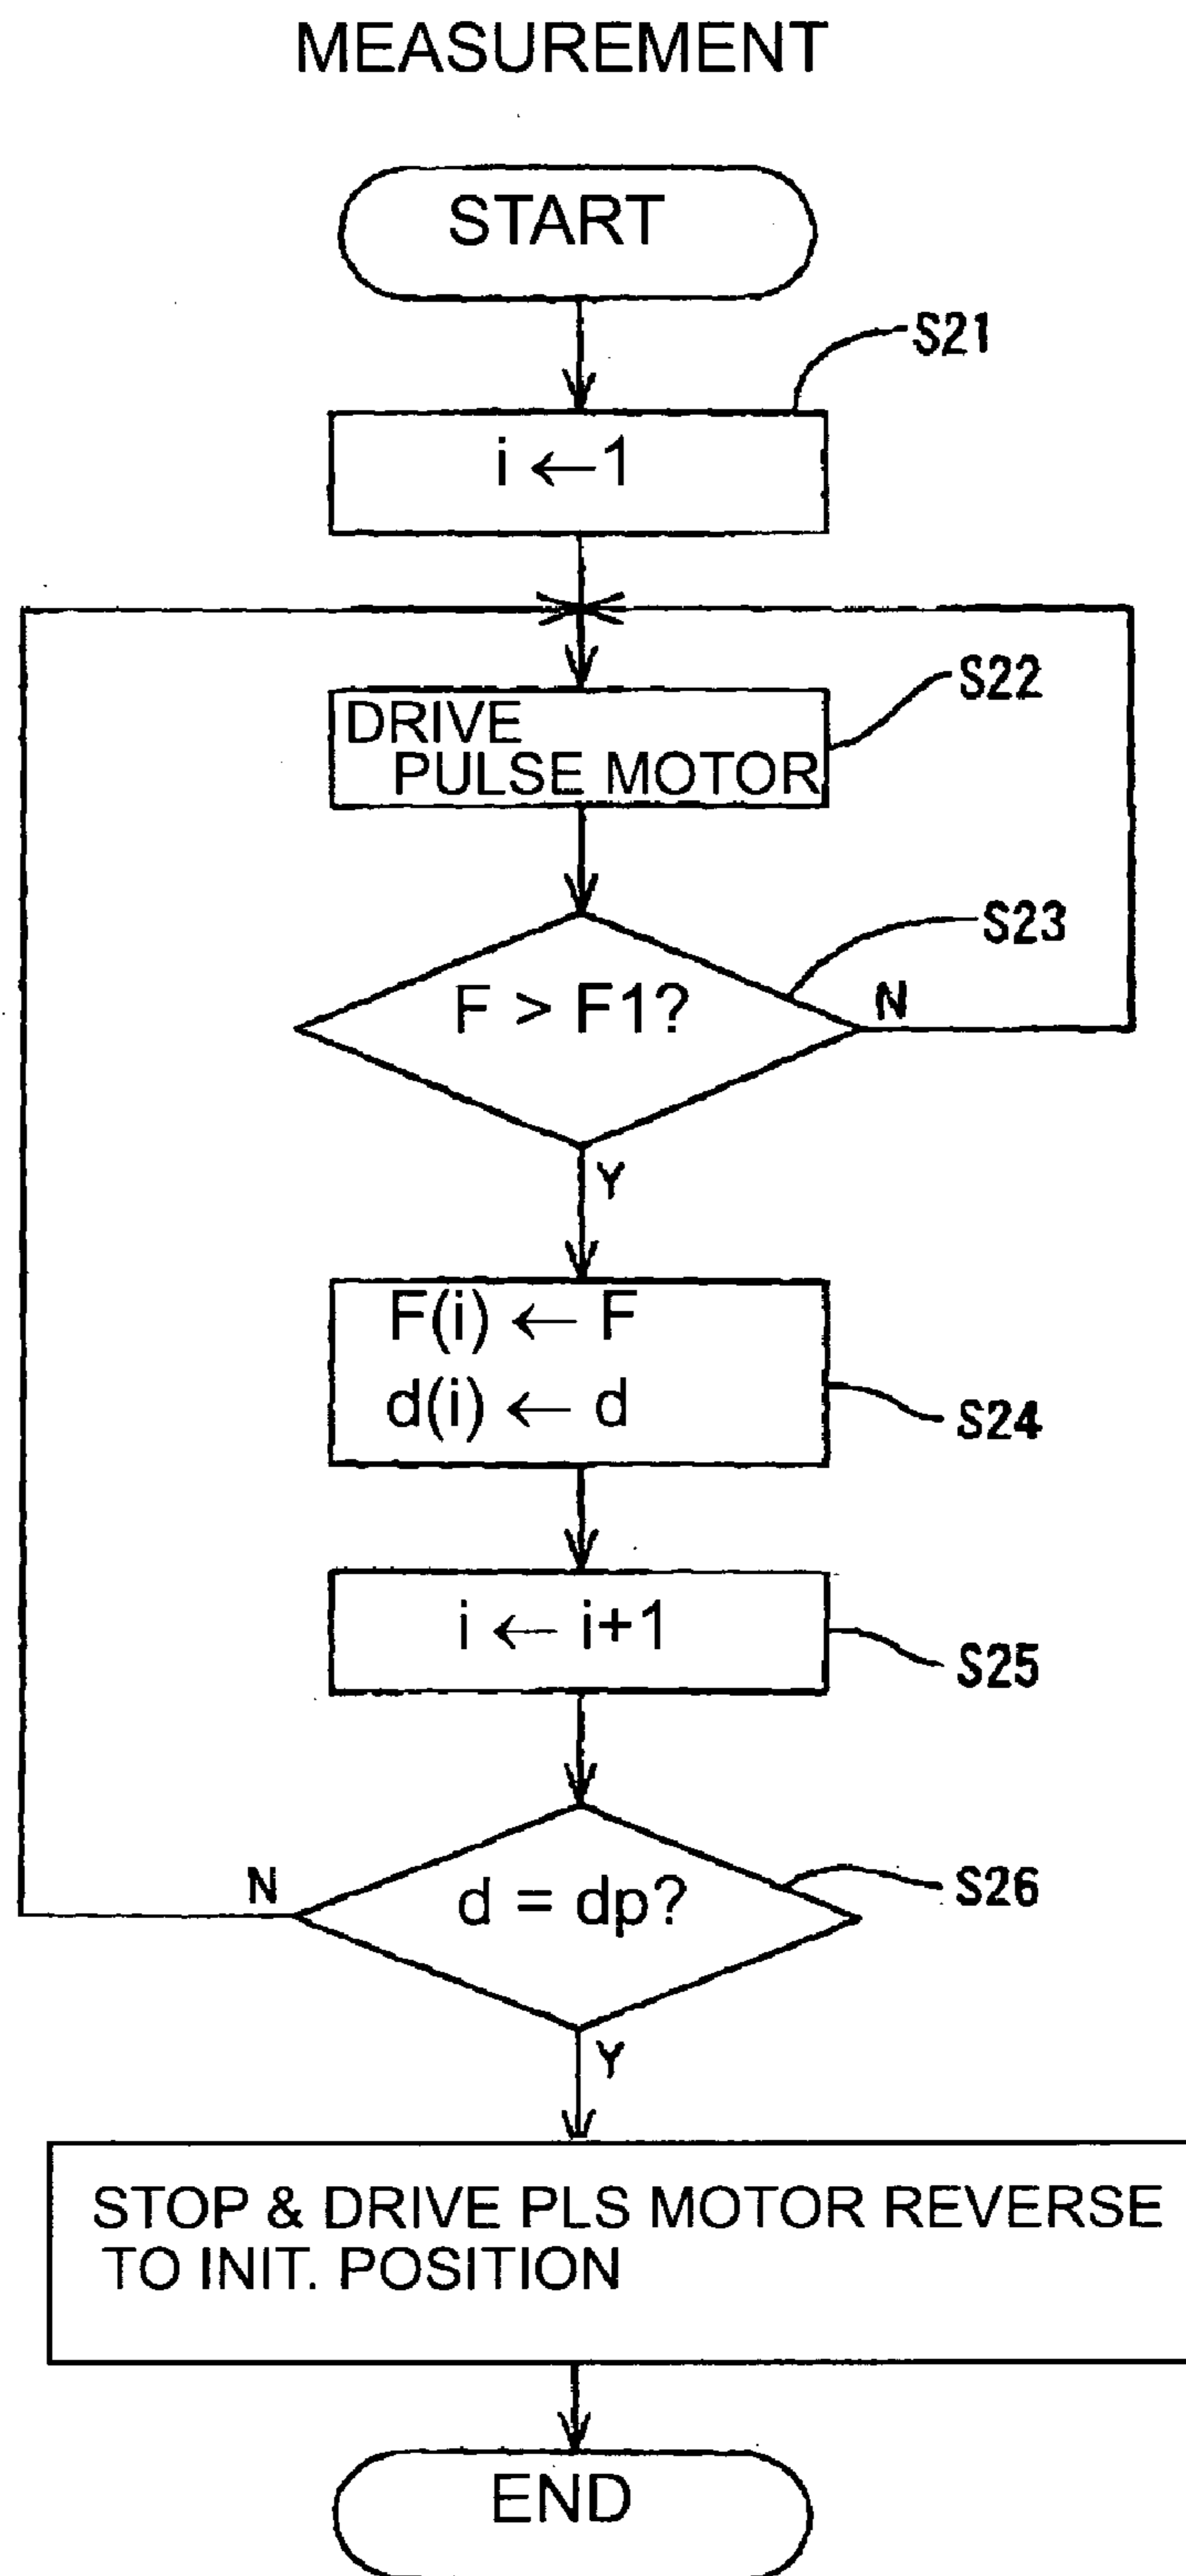 MEASUREMENT
START
S21
i ←1
S22
DRIVE
PULSE MOTOR
S23
F > F1?
N
Y
F(i) ← F
d(i) ← d
S24
i ← i+1
S25
d = dp?
S26
N
Y
STOP & DRIVE PLS MOTOR REVERSE
TO INIT. POSITION
END